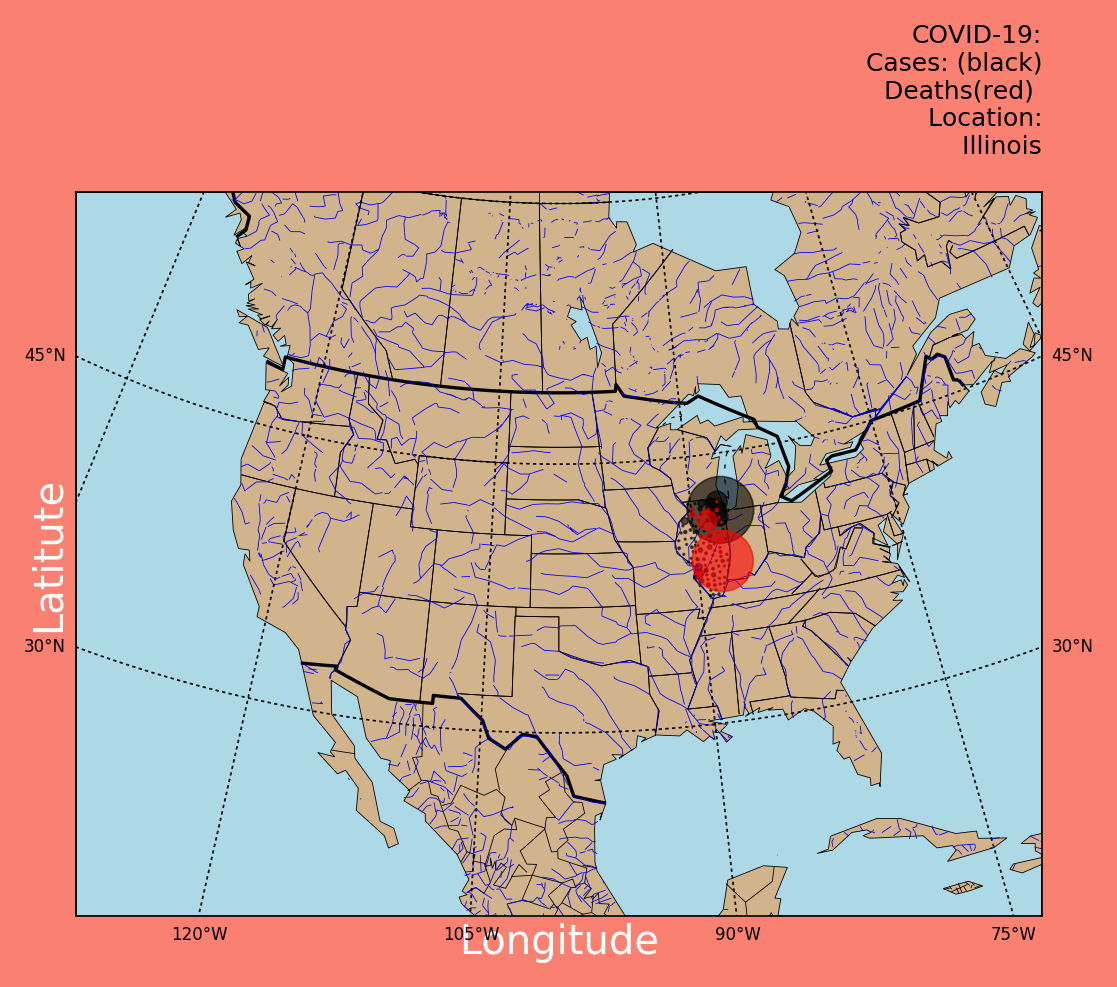 COVID-19:
Cases: (black)
Deaths(red)
Location:
Illinois
45°N
45°N
Latitute
30°N
30°N
120°W
105°W
90°W
75°W
Longitude